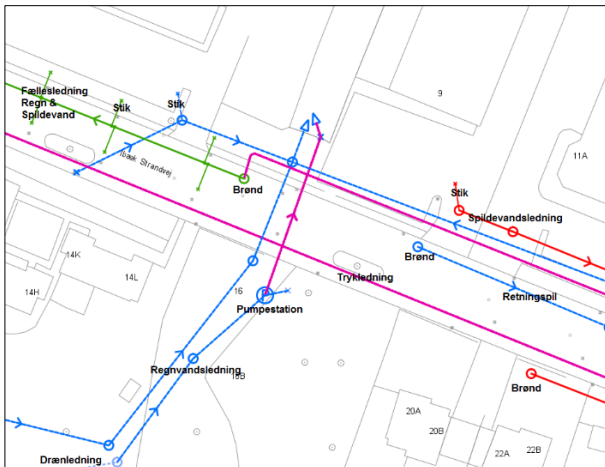 9
11A
Fællesledning
Regn &
Spildevand
Stik
Stik
Ibæk Strandvej
Brønd
Stik
Spildevandsledning
Brønd
14K
14L
14H
16
Trykledning
Retningspil
Pumpestation
Regnvandsledning
Brønd
20A
20B
22A
22B
Drænledning